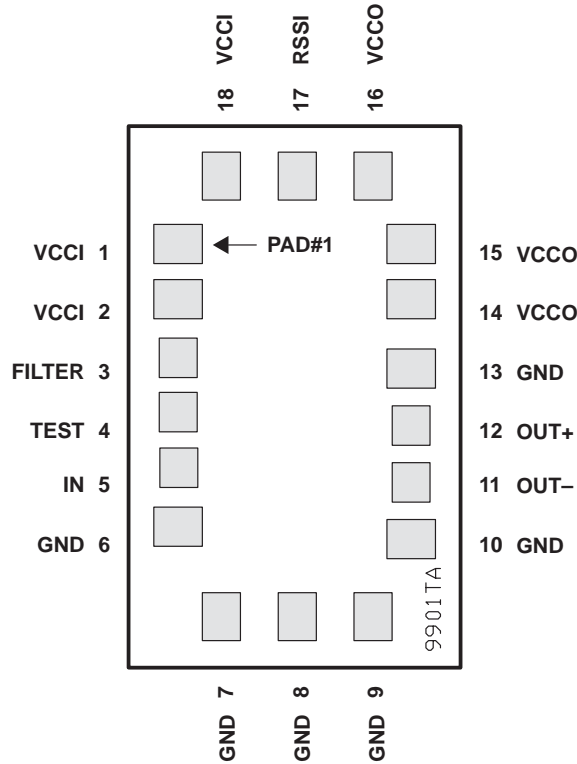 18 VCCI
17 RSSI
16 VCCO
VCCI 1
PAD#1
15 VCCO
VCCI 2
14 VCCO
FILTER 3
13 GND
TEST 4
12 OUT+
IN 5
11 OUT–
GND 6
10 GND
9901TA
GND 7
GND 8
GND 9